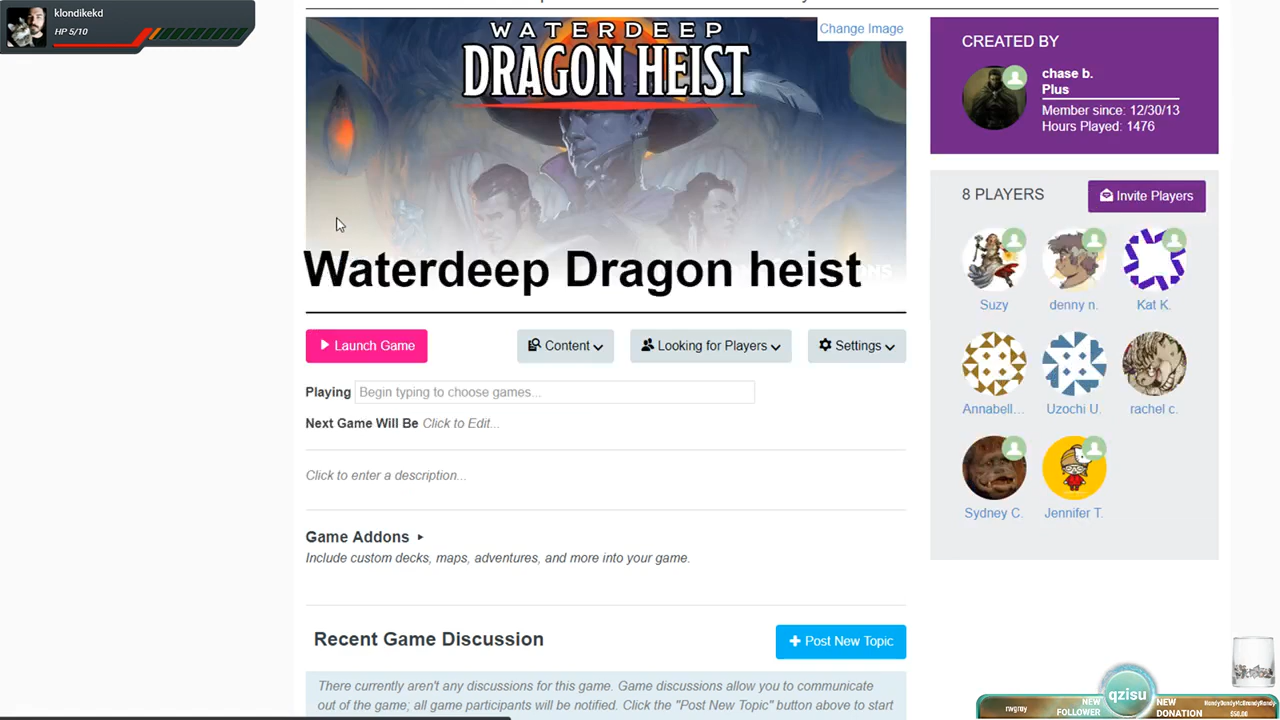 klondikekd
HP 5/10
WATERDEEP
DRAGON HEIST
Change Image
Waterdeep Dragon heist
Launch Game
Content
Looking for Players
Settings
Playing Begin typing to choose games...
Next Game Will Be Click to Edit...
Click to enter a description...
Game Addons
Include custom decks, maps, adventures, and more into your game.
Recent Game Discussion
Post New Topic
There currently aren't any discussions for this game. Game discussions allow you to communicate
out of the game; all game participants will be notified. Click the "Post New Topic" button above to start
CREATED BY
chase b.
Plus
Member since: 12/30/13
Hours Played: 1476
8 PLAYERS
Invite Players
Suzy
denny n.
Kat K.
Annabell...
Uzochi U.
rachel c.
Sydney C.
Jennifer T.
qzisu
NEW
FOLLOWER
NEW
DONATION
$50.00